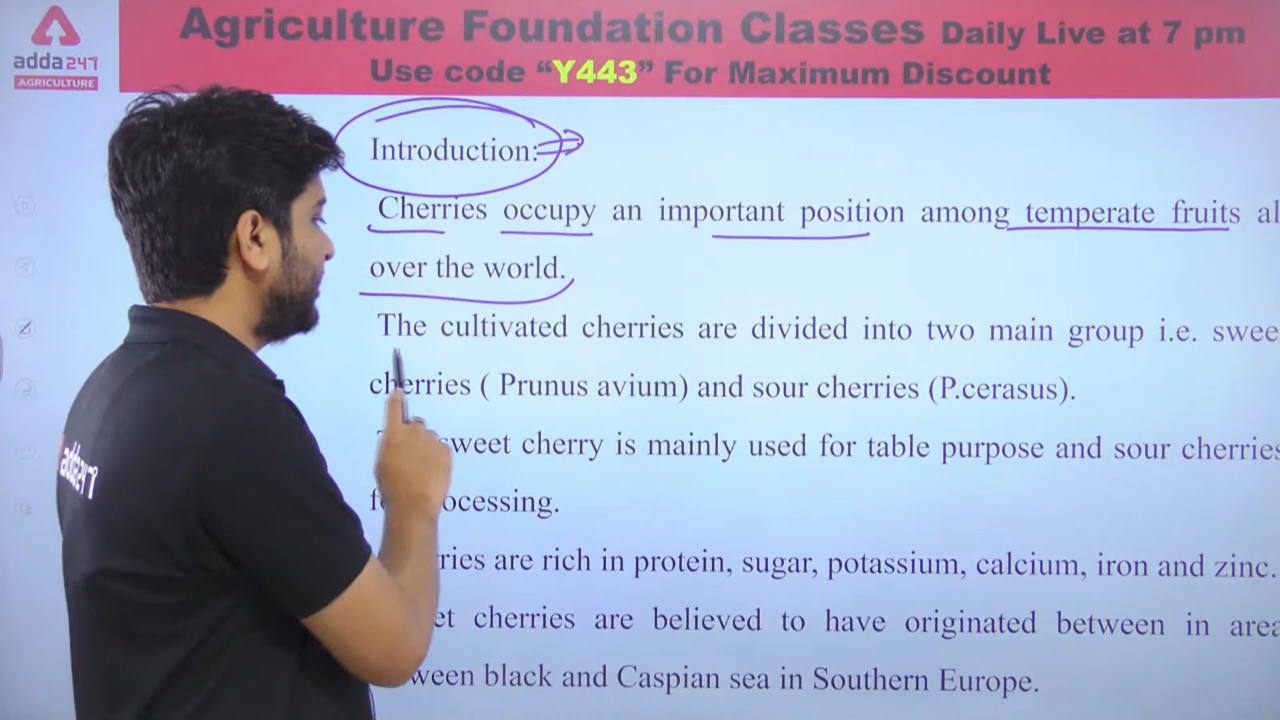 Agriculture Foundation Classes Daily Live at 7 pm
adda247
AGRICULTURE
Use code “Y443” For Maximum Discount
Introduction:
Cherries occupy an important position among temperate fruits al
over the world.
The cultivated cherries are divided into two main group i.e. swee
cherries ( Prunus avium) and sour cherries (P.cerasus).
sweet cherry is mainly used for table purpose and sour cherries
ocessing.
ries are rich in protein, sugar, potassium, calcium, iron and zinc.
et cherries are believed to have originated between in area
ween black and Caspian sea in Southern Europe.
adda247